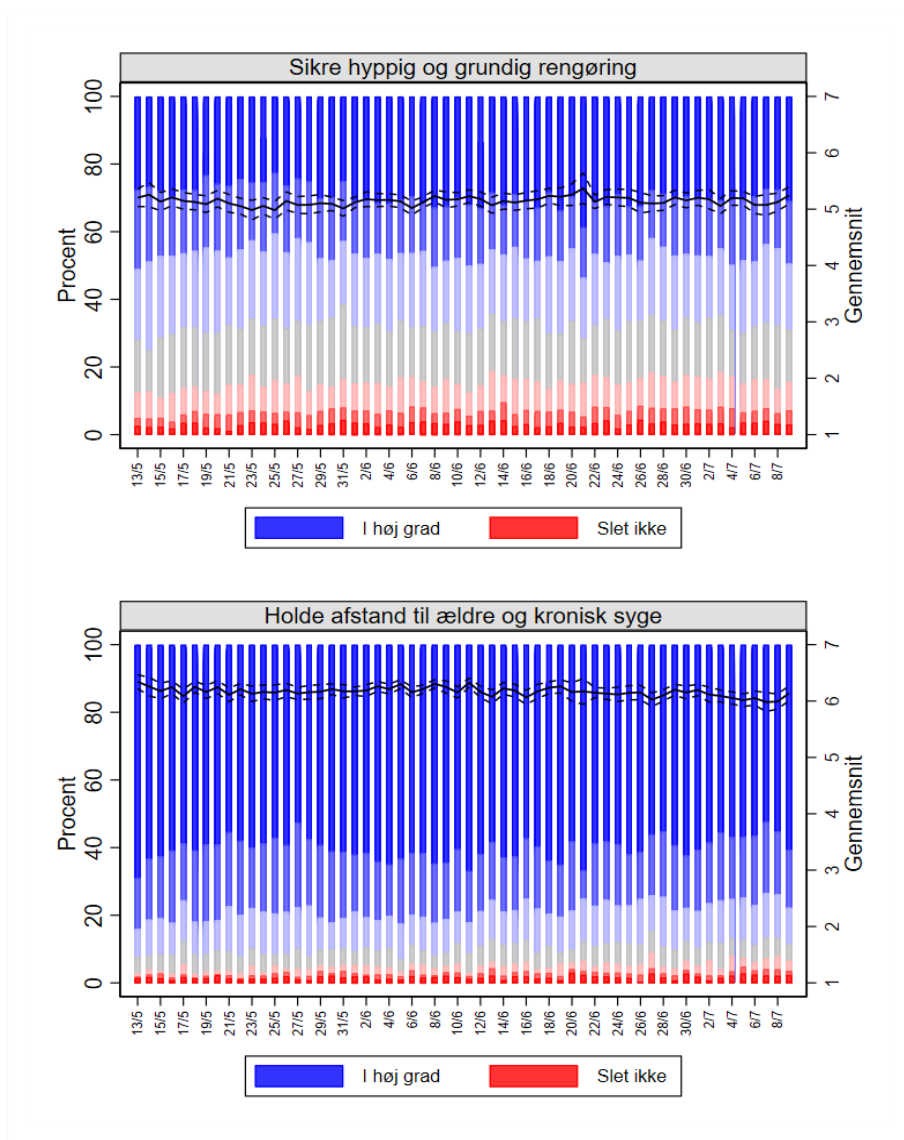 Sikre hyppig og grundig rengøring
100
80
60
40
20
0
Procent
7
6
5
4
3
2
1
Gennemsnit
13/5 15/5 17/5 19/5 21/5 23/5 25/5 27/5 29/5 31/5 2/6 4/6 6/6 8/6 10/6 12/6 14/6 16/6 18/6 20/6 22/6 24/6 26/6 28/6 30/6 2/7 4/7 6/7 8/7
I høj grad Slet ikke
Holde afstand til ældre og kronisk syge
100
80
60
40
20
0
Procent
7
6
5
4
3
2
1
Gennemsnit
13/5 15/5 17/5 19/5 21/5 23/5 25/5 27/5 29/5 31/5 2/6 4/6 6/6 8/6 10/6 12/6 14/6 16/6 18/6 20/6 22/6 24/6 26/6 28/6 30/6 2/7 4/7 6/7 8/7
I høj grad Slet ikke